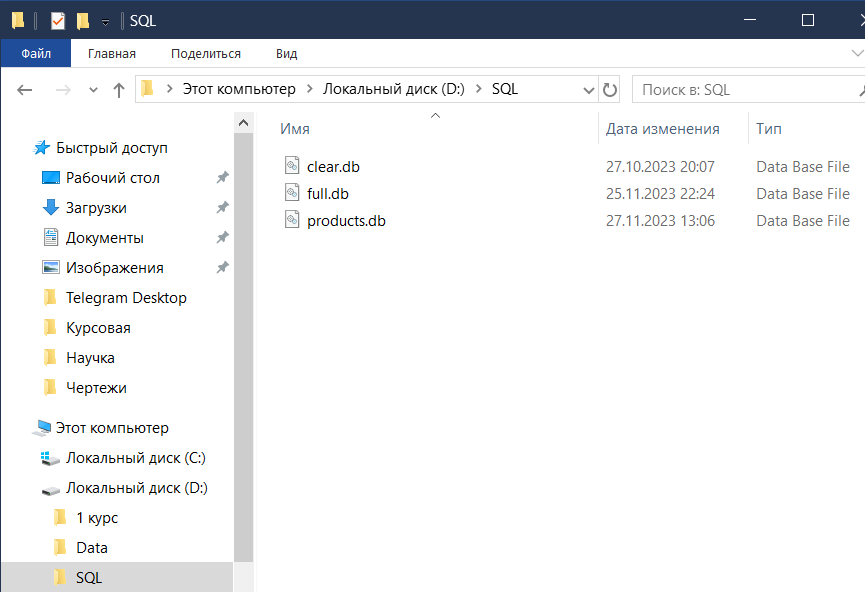 SQL
Файл Главная Поделиться Вид
Этот компьютер Локальный диск (D:) SQL Поиск в: SQL
Имя Дата изменения Тип
clear.db 27.10.2023 20:07 Data Base File
full.db 25.11.2023 22:24 Data Base File
products.db 27.11.2023 13:06 Data Base File
Быстрый доступ
Рабочий стол
Загрузки
Документы
Изображения
Telegram Desktop
Курсовая
Научка
Чертежи
Этот компьютер
Локальный диск (C:)
Локальный диск (D:)
1 курс
Data
SQL